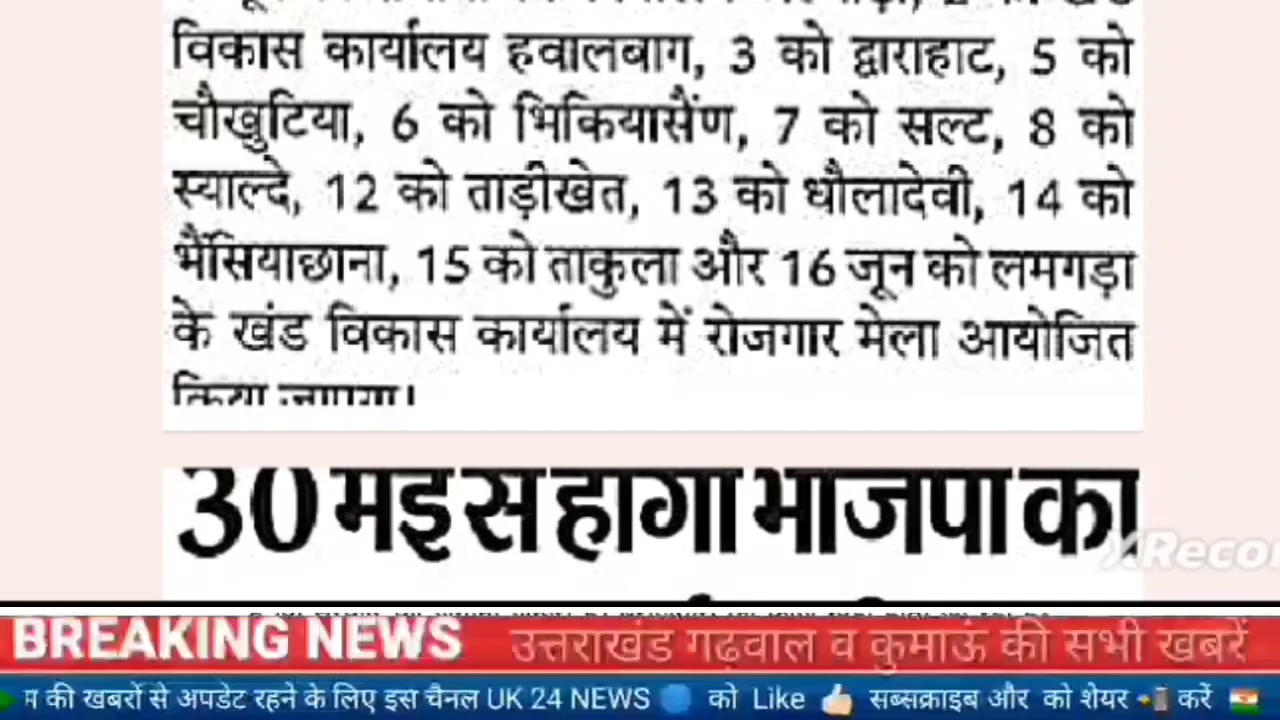 विकास कार्यालय हवालबाग, 3 को द्वाराहाट, 5 को
चौखुटिया, 6 को भिकियासैंण, 7 को सल्ट, 8 को
स्याल्दे, 12 को ताड़ीखेत, 13 को धौलादेवी, 14 को
भैंसियाछाना, 15 को ताकुला और 16 जून को लमगड़ा
के खंड विकास कार्यालय में रोजगार मेला आयोजित
किया जाएगा।
30 मई से होगा भाजपा का
XRecor
BREAKING NEWS उत्तराखंड गढ़वाल व कुमाऊं की सभी खबरें
म की खबरों से अपडेट रहने के लिए इस चैनल UK 24 NEWS 🔵 को Like 👍 सब्सक्राइब और को शेयर 📲 करें 🇮🇳